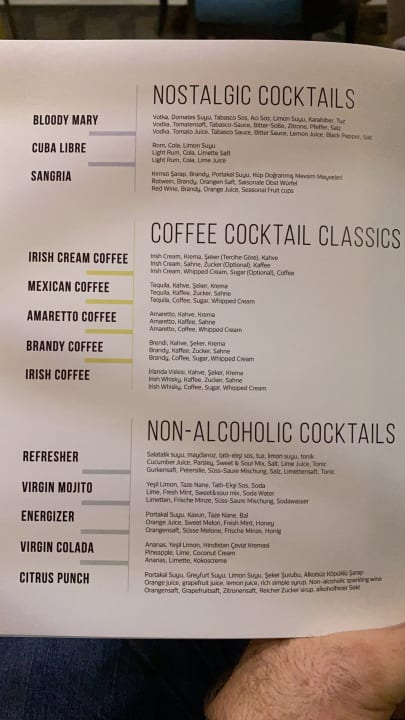 NOSTALGIC COCKTAILS
BLOODY MARY
Votka, Domates Suyu, Tabasco Sos, Acı Sos, Limon Suyu, Karabiber, Tuz
Vodka, Tomatensaft, Tabasco-Sauce, Bitter-Soße, Zitrone, Pfeffer, Salz
Vodka, Tomato Juice, Tabasco Sauce, Bitter Sauce, Lemon Juice, Black Pepper, Salt
CUBA LIBRE
Rom, Cola, Limon Suyu
Light Rum, Cola, Limette Saft
Light Rum, Cola, Lime Juice
SANGRIA
Kırmızı Şarap, Brandy, Portakal Suyu, Küp Doğranmış Mevsim Meyveleri
Rotwein, Brandy, Orangen Saft, Saisonale Obst Würfel
Red Wine, Brandy, Orange Juice, Seasonal Fruit cups
COFFEE COCKTAIL CLASSICS
IRISH CREAM COFFEE
Irish Cream, Krema, Şeker (Tercihe Göre), Kahve
Irish Cream, Sahne, Zucker (Optional), Kaffee
Irish Cream, Whipped Cream, Sugar (Optional), Coffee
MEXICAN COFFEE
Tequila, Kahve, Şeker, Krema
Tequila, Kaffee, Zucker, Sahne
Tequila, Coffee, Sugar, Whipped Cream
AMARETTO COFFEE
Amaretto, Kahve, Krema
Amaretto, Kaffee, Sahne
Amaretto, Coffee, Whipped Cream
BRANDY COFFEE
Brendi, Kahve, Şeker, Krema
Brandy, Kaffee, Zucker, Sahne
Brandy, Coffee, Sugar, Whipped Cream
IRISH COFFEE
İrlanda Viskisi, Kahve, Şeker, Krema
Irish Whisky, Kaffee, Zucker, Sahne
Irish Whisky, Coffee, Sugar, Whipped Cream
NON-ALCOHOLIC COCKTAILS
REFRESHER
Salatalık suyu, maydanoz, tatlı-ekşi sos, tuz, limon suyu, tonik
Cucumber Juice, Parsley, Sweet & Sour Mix, Salt, Lime Juice, Tonic
Gurkensaft, Petersilie, Süss-Saure Mischung, Salz, Limettensaft, Tonic
VIRGIN MOJITO
Yeşil Limon, Taze Nane, Tatlı-Ekşi Sos, Soda
Lime, Fresh Mint, Sweet&sour mix, Soda Water
Limetten, Frische Minze, Süss-Saure Mischung, Sodawasser
ENERGIZER
Portakal Suyu, Kavun, Taze Nane, Bal
Orange Juice, Sweet Melon, Fresh Mint, Honey
Orangensaft, Süsse Melone, Frische Minze, Honig
VIRGIN COLADA
Ananas, Yeşil Limon, Hindistan Cevizi Kreması
Pineapple, Lime, Coconut Cream
Ananas, Limette, Kokoscreme
CITRUS PUNCH
Portakal Suyu, Greyfurt Suyu, Limon Suyu, Şeker Şurubu, Alkolsüz Köpüklü Şarap
Orange juice, grapefruit juice, lemon juice, rich simple syrup, Non-alcoholic sparkling wine
Orangensaft, Grapefruitsaft, Zitronensaft, Reicher Zucker sirup, alkoholfreier Sekt